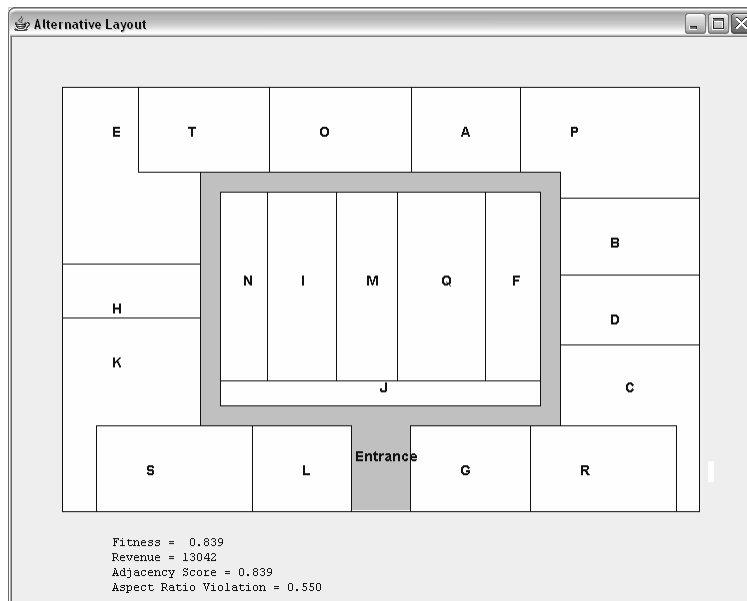 Alternative Layout
E T O A P
B
N I M Q F
H
D
K
J
C
Entrance
S L G R
Fitness = 0.839
Revenue = 13042
Adjacency Score = 0.839
Aspect Ratio Violation = 0.550